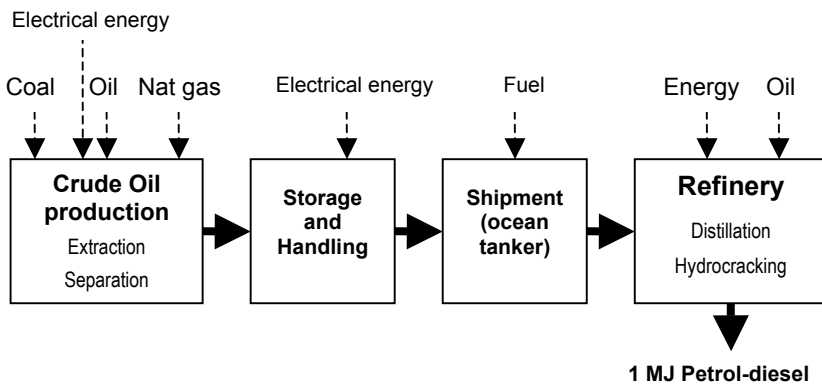 Electrical energy
Coal Oil Nat gas
Electrical energy
Fuel
Energy Oil
Crude Oil
production
Extraction
Separation
Storage
and
Handling
Shipment
(ocean
tanker)
Refinery
Distillation
Hydrocracking
1 MJ Petrol-diesel